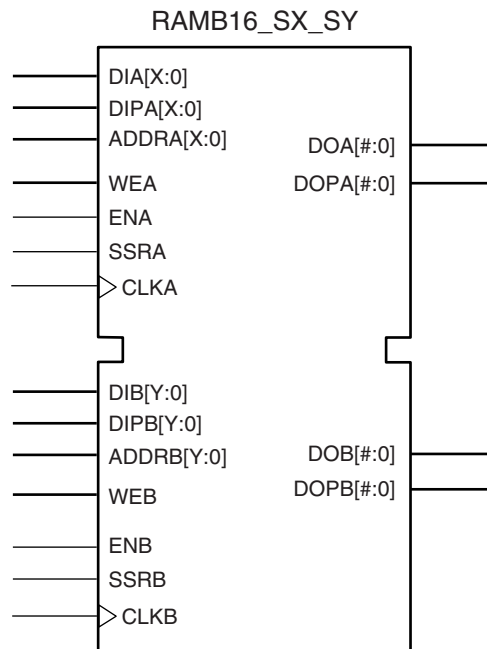 RAMB16_SX_SY
DIA[X:0]
DIPA[X:0]
ADDRA[X:0]
WEA
ENA
SSRA
CLKA
DOA[#:0]
DOPA[#:0]
DIB[Y:0]
DIPB[Y:0]
ADDRB[Y:0]
WEB
ENB
SSRB
CLKB
DOB[#:0]
DOPB[#:0]